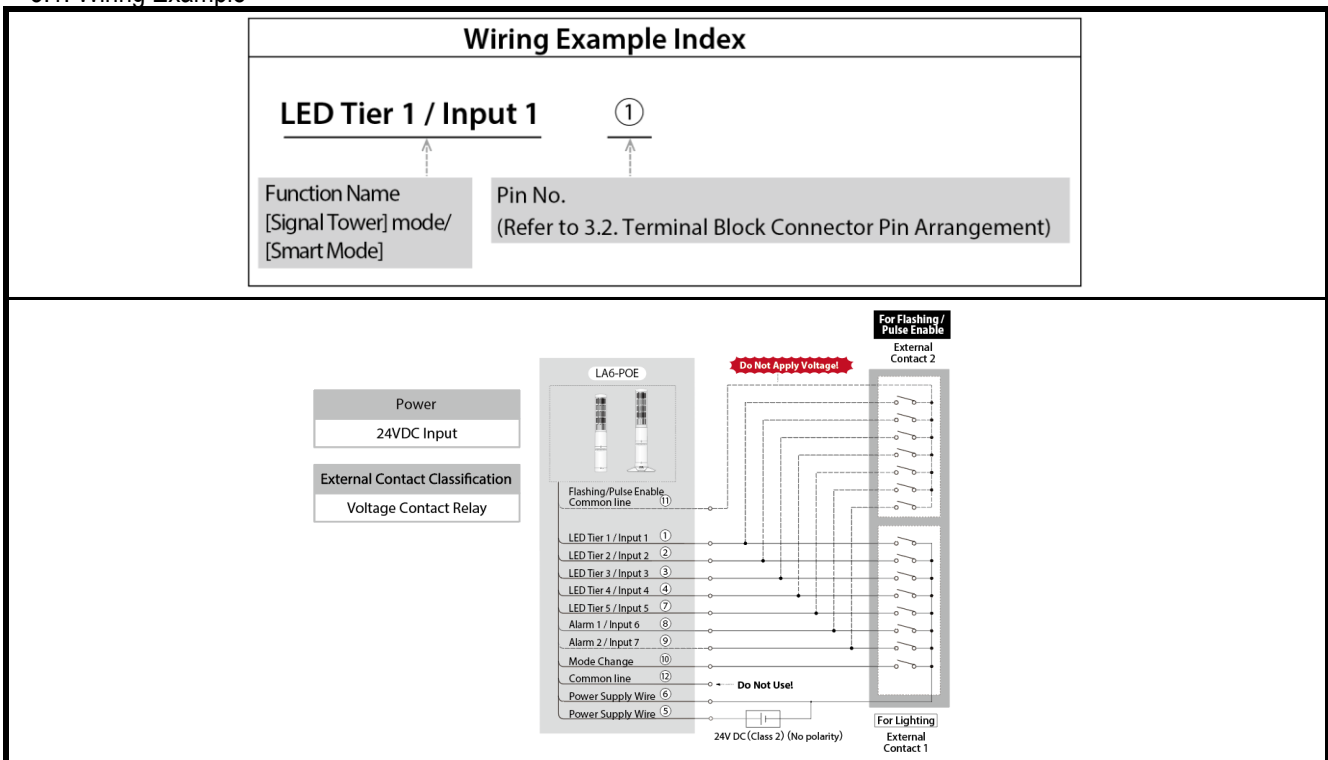 Wiring Example Index
LED Tier 1 / Input 1 ①
Function Name
[Signal Tower] mode/
[Smart Mode]
Pin No.
(Refer to 3.2. Terminal Block Connector Pin Arrangement)
Power
24VDC Input
External Contact Classification
Voltage Contact Relay
LA6-POE
Do Not Apply Voltage!
For Flashing /
Pulse Enable
External
Contact 2
Flashing/Pulse Enable
Common line ⑪
LED Tier 1 / Input 1 ①
LED Tier 2 / Input 2 ②
LED Tier 3 / Input 3 ③
LED Tier 4 / Input 4 ④
LED Tier 5 / Input 5 ⑦
Alarm 1 / Input 6 ⑧
Alarm 2 / Input 7 ⑨
Mode Change ⑩
Common line ⑫
Do Not Use!
Power Supply Wire ⑥
Power Supply Wire ⑤
24V DC (Class 2) (No polarity)
For Lighting
External
Contact 1